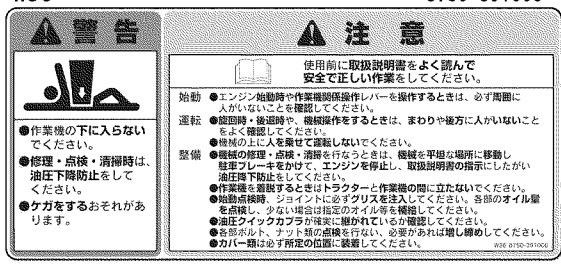 警告
●作業機の下に入らない
でください。
●修理・点検・清掃時は、
油圧下降防止をして
ください。
●ケガをするおそれがあ
ります。
注意
使用前に取扱説明書をよく読んで
安全で正しい作業をしてください。
始動 ●エンジン始動時や作業機関係操作レバーを操作するときは、必ず周囲に
人がいないことを確認してください。
運転 ●旋回時・後退時や、機械操作をするときは、まわりや後方に人がいないこと
をよく確認してください。
●機械の上に人を乗せて運転しないでください。
整備 ●機械の修理・点検・清掃を行なうときは、機械を平坦な場所に移動し
駐車ブレーキをかけて、エンジンを停止し、取扱説明書の指示にしたがい
油圧降下防止をしてください。
●作業機を着脱するときはトラクターと作業機の間に立たないでください。
●始動点検時、ジョイントに必ずグリスを注入してください。各部のオイル量
を点検し、少ない場合は指定のオイル等を補給してください。
●油圧クイックカプラが確実に継がれているか確認してください。
●各部ボルト、ナット類の点検を行ない、必要があれば増し締めしてください。
●カバー類は必ず所定の位置に装着してください。
W36 8750-291000